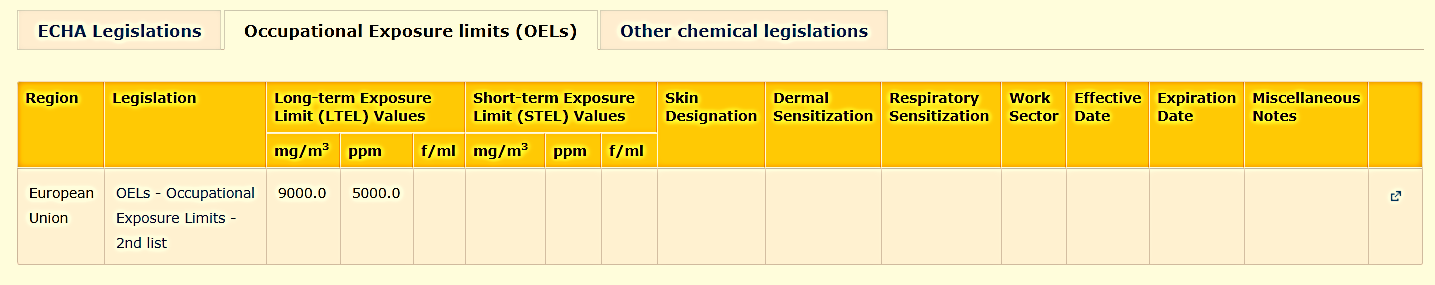 ECHA Legislations Occupational Exposure limits (OELs) Other chemical legislations
Region Legislation Long-term Exposure Short-term Exposure Skin Dermal Respiratory Work Effective Expiration Miscellaneous
Limit (LTEL) Values Limit (STEL) Values Designation Sensitization Sensitization Sector Date Date Notes
mg/m³ ppm f/ml mg/m³ ppm f/ml
European OELs - Occupational 9000.0 5000.0
Union Exposure Limits -
2nd list